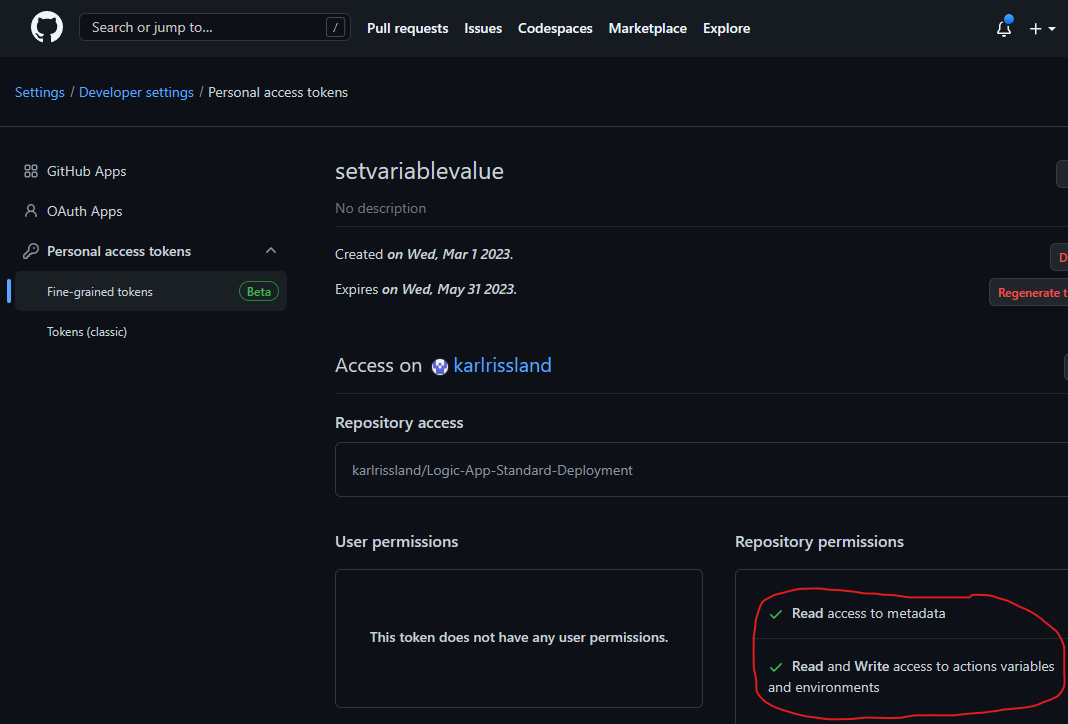 Search or jump to... /
Pull requests Issues Codespaces Marketplace Explore
Settings / Developer settings / Personal access tokens
GitHub Apps
OAuth Apps
Personal access tokens
Fine-grained tokens Beta
Tokens (classic)
setvariablevalue
No description
Created on Wed, Mar 1 2023.
D
Expires on Wed, May 31 2023.
Regenerate t
Access on karlrissland
Repository access
karlrissland/Logic-App-Standard-Deployment
User permissions
This token does not have any user permissions.
Repository permissions
Read access to metadata
Read and Write access to actions variables
and environments